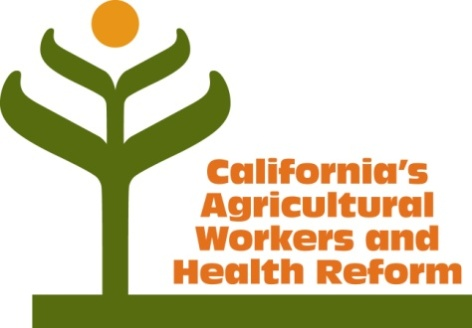 California's
Agricultural
Workers and
Health Reform